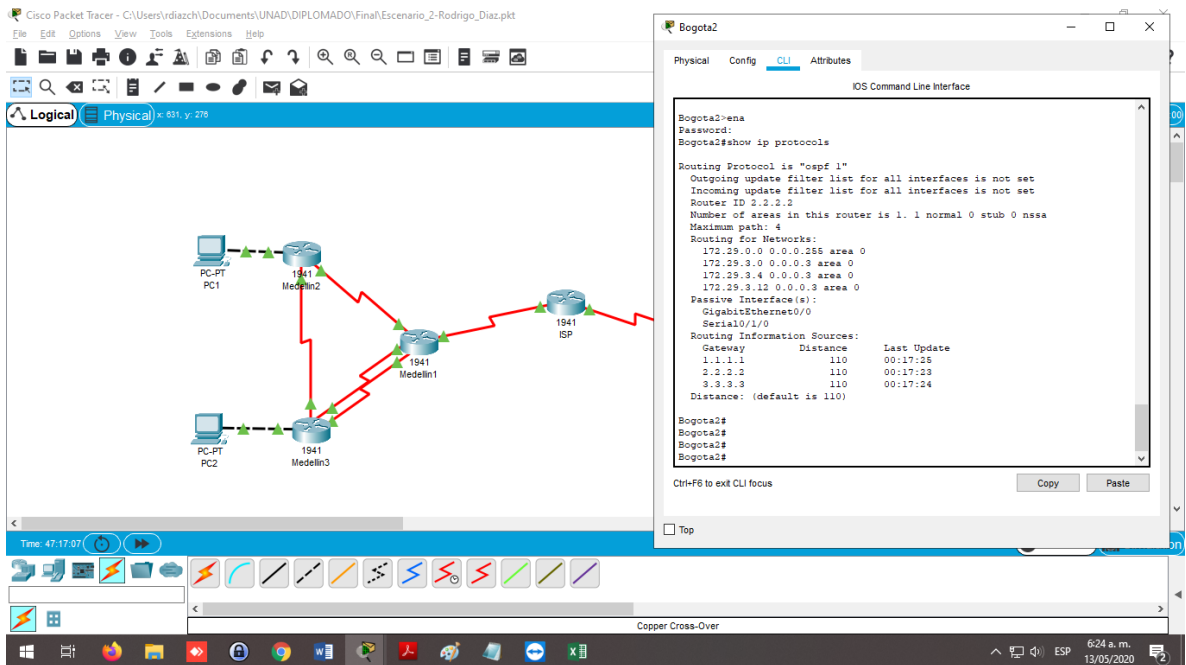 Cisco Packet Tracer - C:\Users\rdiazch\Documents\UNAD\DIPLOMADO\Final\Escenario_2-Rodrigo_Diaz.pkt
File Edit Options View Tools Extensions Help
Logical Physical x: 631, y: 276
PC-PT
PC1
1941
Medellin2
1941
ISP
1941
Medellin1
PC-PT
PC2
1941
Medellin3
Bogota2
Physical Config CLI Attributes
IOS Command Line Interface
Bogota2>ena
Password:
Bogota2#show ip protocols
Routing Protocol is "ospf 1"
Outgoing update filter list for all interfaces is not set
Incoming update filter list for all interfaces is not set
Router ID 2.2.2.2
Number of areas in this router is 1. 1 normal 0 stub 0 nssa
Maximum path: 4
Routing for Networks:
172.29.0.0 0.0.0.255 area 0
172.29.3.0 0.0.0.3 area 0
172.29.3.4 0.0.0.3 area 0
172.29.3.12 0.0.0.3 area 0
Passive Interface(s):
GigabitEthernet0/0
Serial0/1/0
Routing Information Sources:
Gateway Distance Last Update
1.1.1.1 110 00:17:25
2.2.2.2 110 00:17:23
3.3.3.3 110 00:17:24
Distance: (default is 110)
Bogota2#
Bogota2#
Bogota2#
Bogota2#
Ctrl+F6 to exit CLI focus
Copy Paste
Top
Time: 47:17:07
Copper Cross-Over
ESP
6:24 a. m.
13/05/2020
2